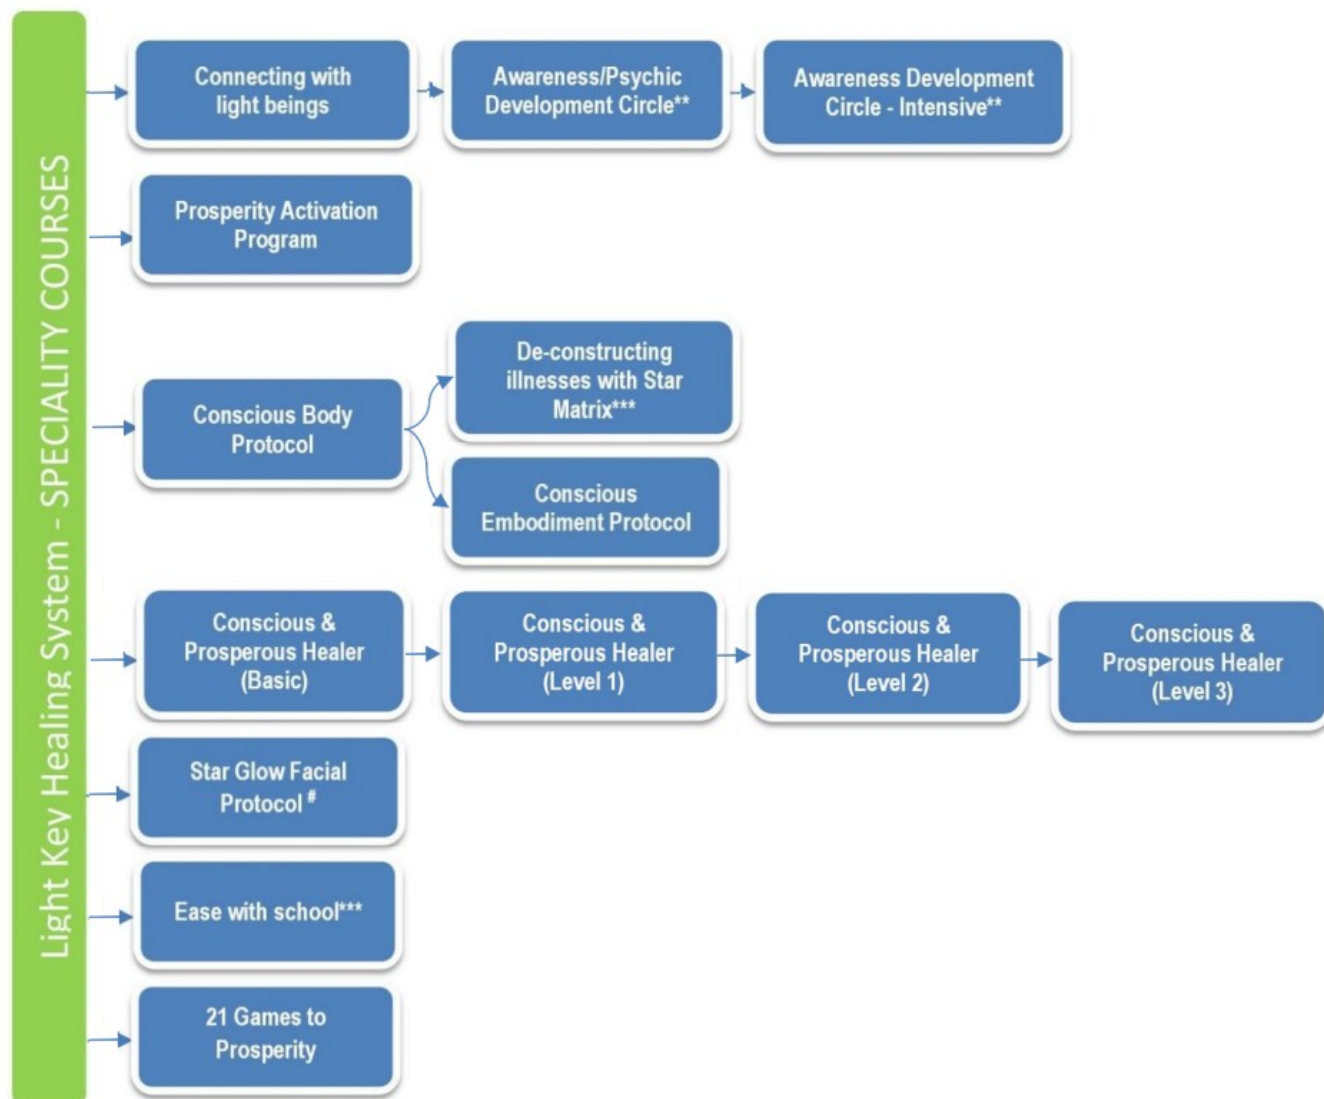 Light Key Healing System - SPECIALITY COURSES
Connecting with
light beings
Awareness/Psychic
Development Circle**
Awareness Development
Circle - Intensive**
Prosperity Activation
Program
Conscious Body
Protocol
De-constructing
illnesses with Star
Matrix***
Conscious
Embodiment Protocol
Conscious &
Prosperous Healer
(Basic)
Conscious &
Prosperous Healer
(Level 1)
Conscious &
Prosperous Healer
(Level 2)
Conscious &
Prosperous Healer
(Level 3)
Star Glow Facial
Protocol #
Ease with school***
21 Games to
Prosperity